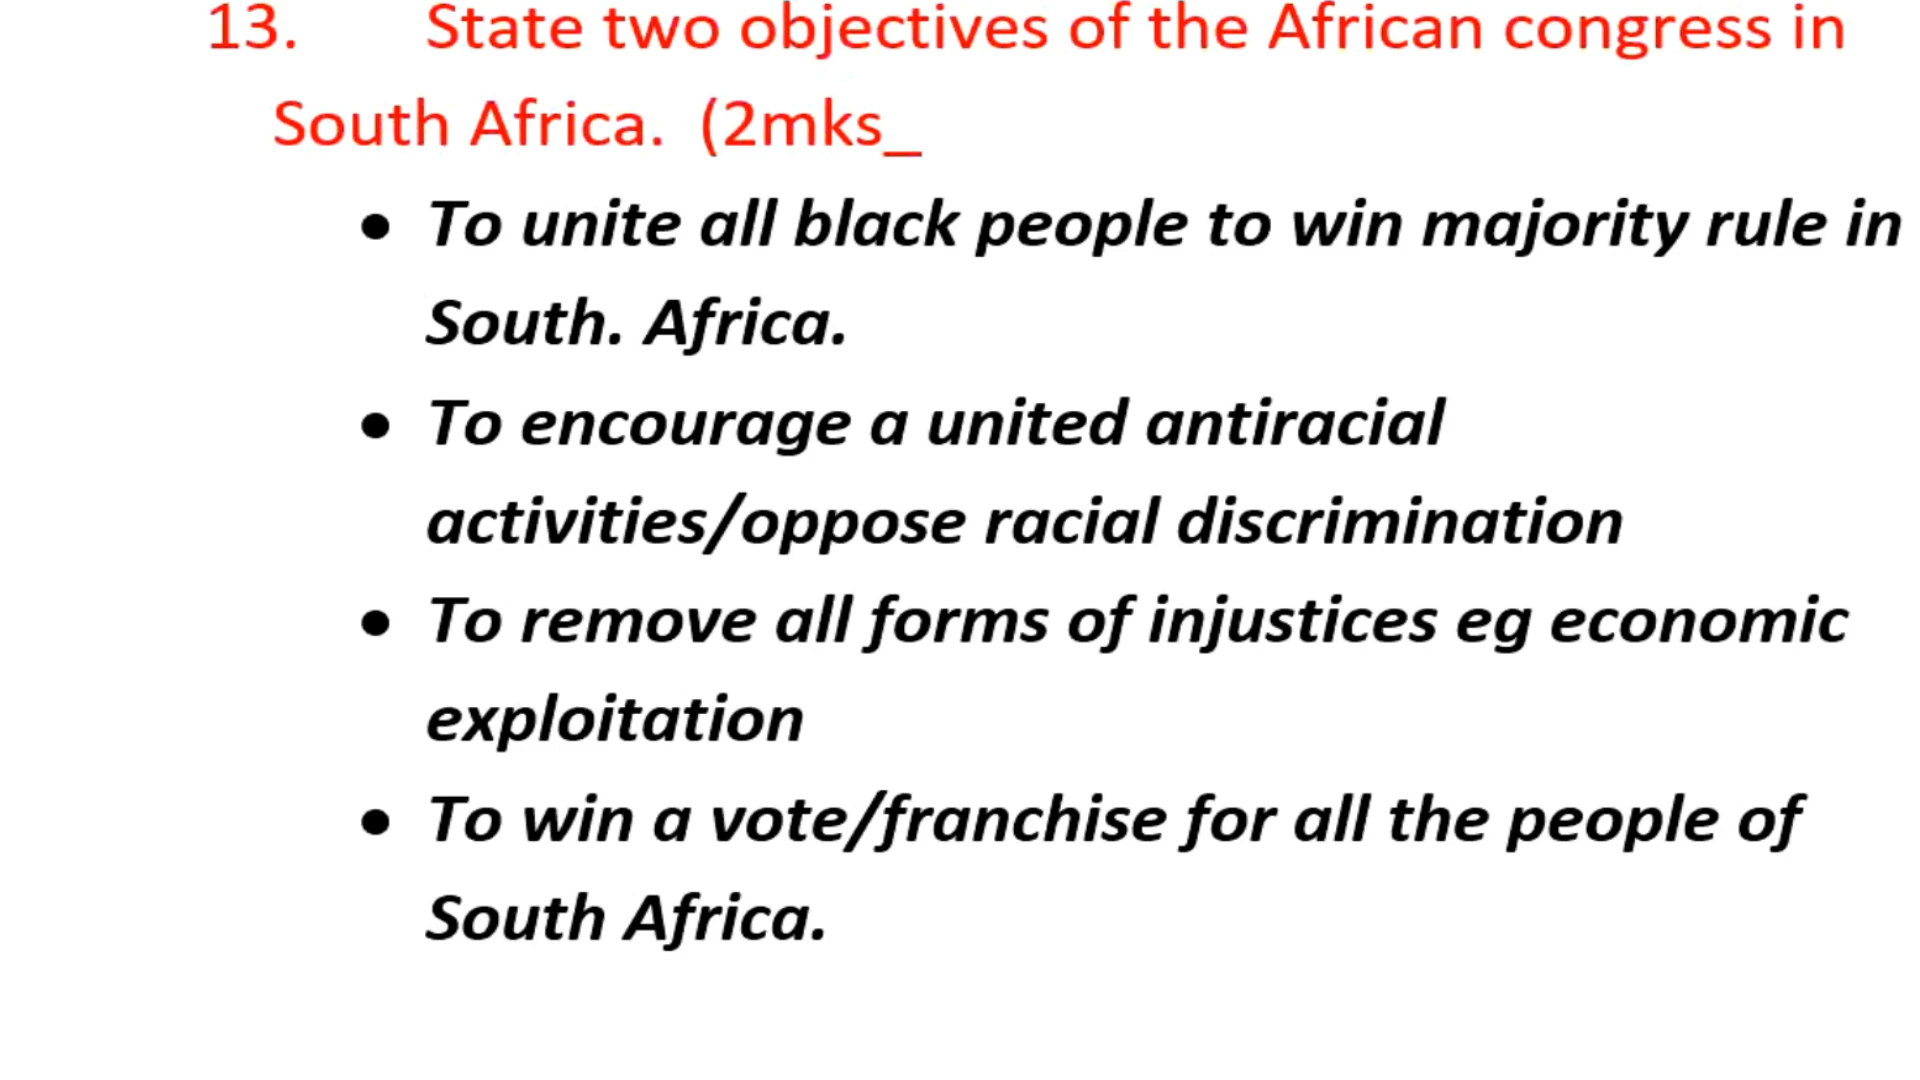 13. State two objectives of the African congress in
South Africa. (2mks_
• To unite all black people to win majority rule in
South. Africa.
• To encourage a united antiracial
activities/oppose racial discrimination
• To remove all forms of injustices eg economic
exploitation
• To win a vote/franchise for all the people of
South Africa.